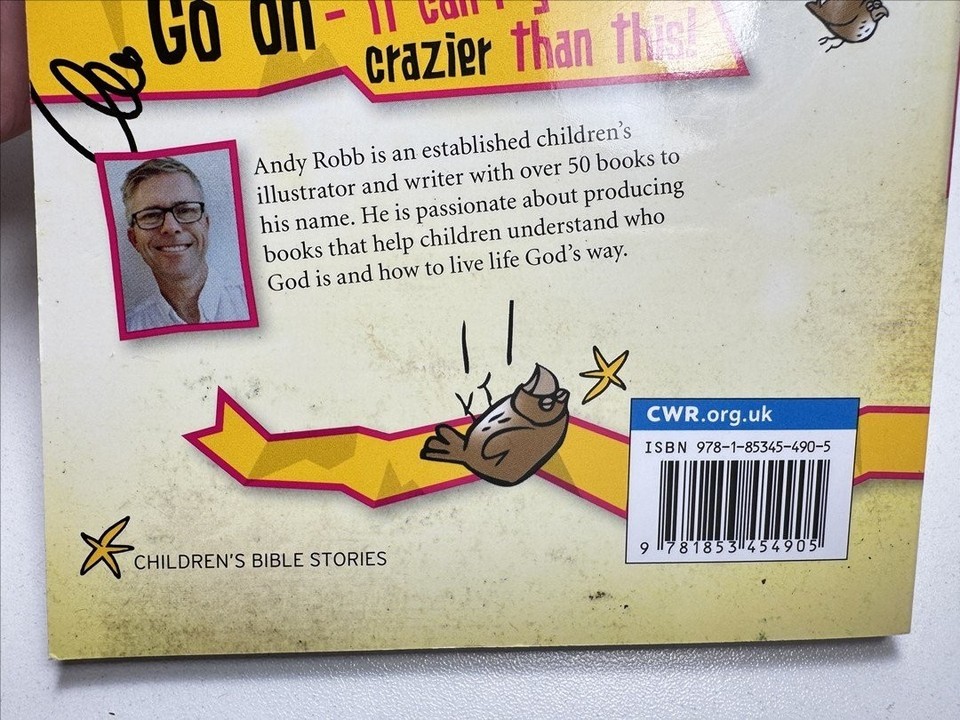 Go on -
crazier than this!
Andy Robb is an established children's
illustrator and writer with over 50 books to
his name. He is passionate about producing
books that help children understand who
God is and how to live life God's way.
CWR.org.uk
ISBN 978-1-85345-490-5
9 781853 454905
CHILDREN'S BIBLE STORIES